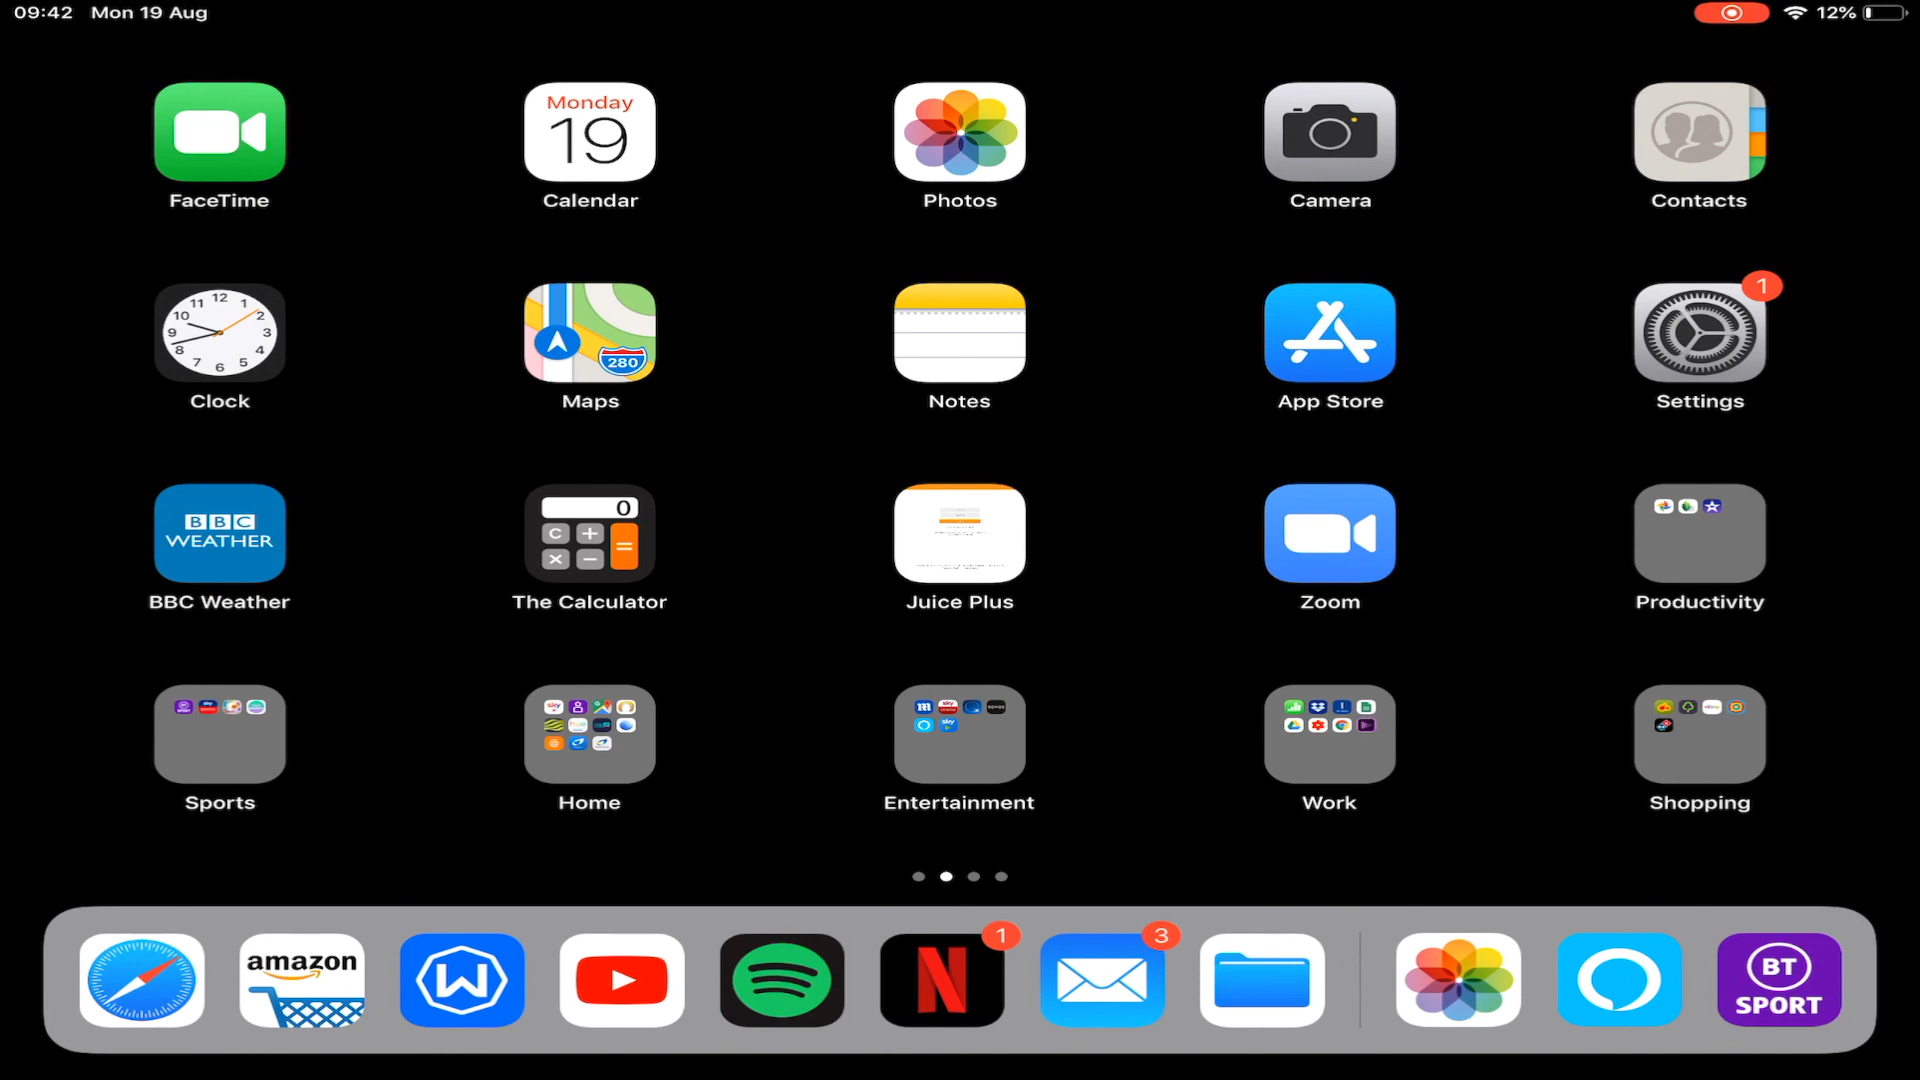 09:42 Mon 19 Aug 12%
Monday
19
FaceTime Calendar Photos Camera Contacts
12 1 2 3 4 5 6 7 8 9 10 11
280
1
Clock Maps Notes App Store Settings
BBC
WEATHER
0
C + = × −
BBC Weather The Calculator Juice Plus Zoom Productivity
Sports Home Entertainment Work Shopping
amazon
W
N
1
3
BT
SPORT